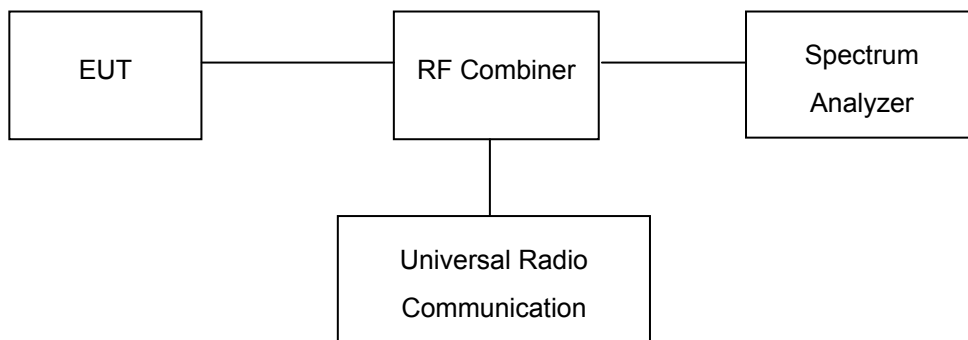 EUT
RF Combiner
Spectrum
Analyzer
Universal Radio
Communication